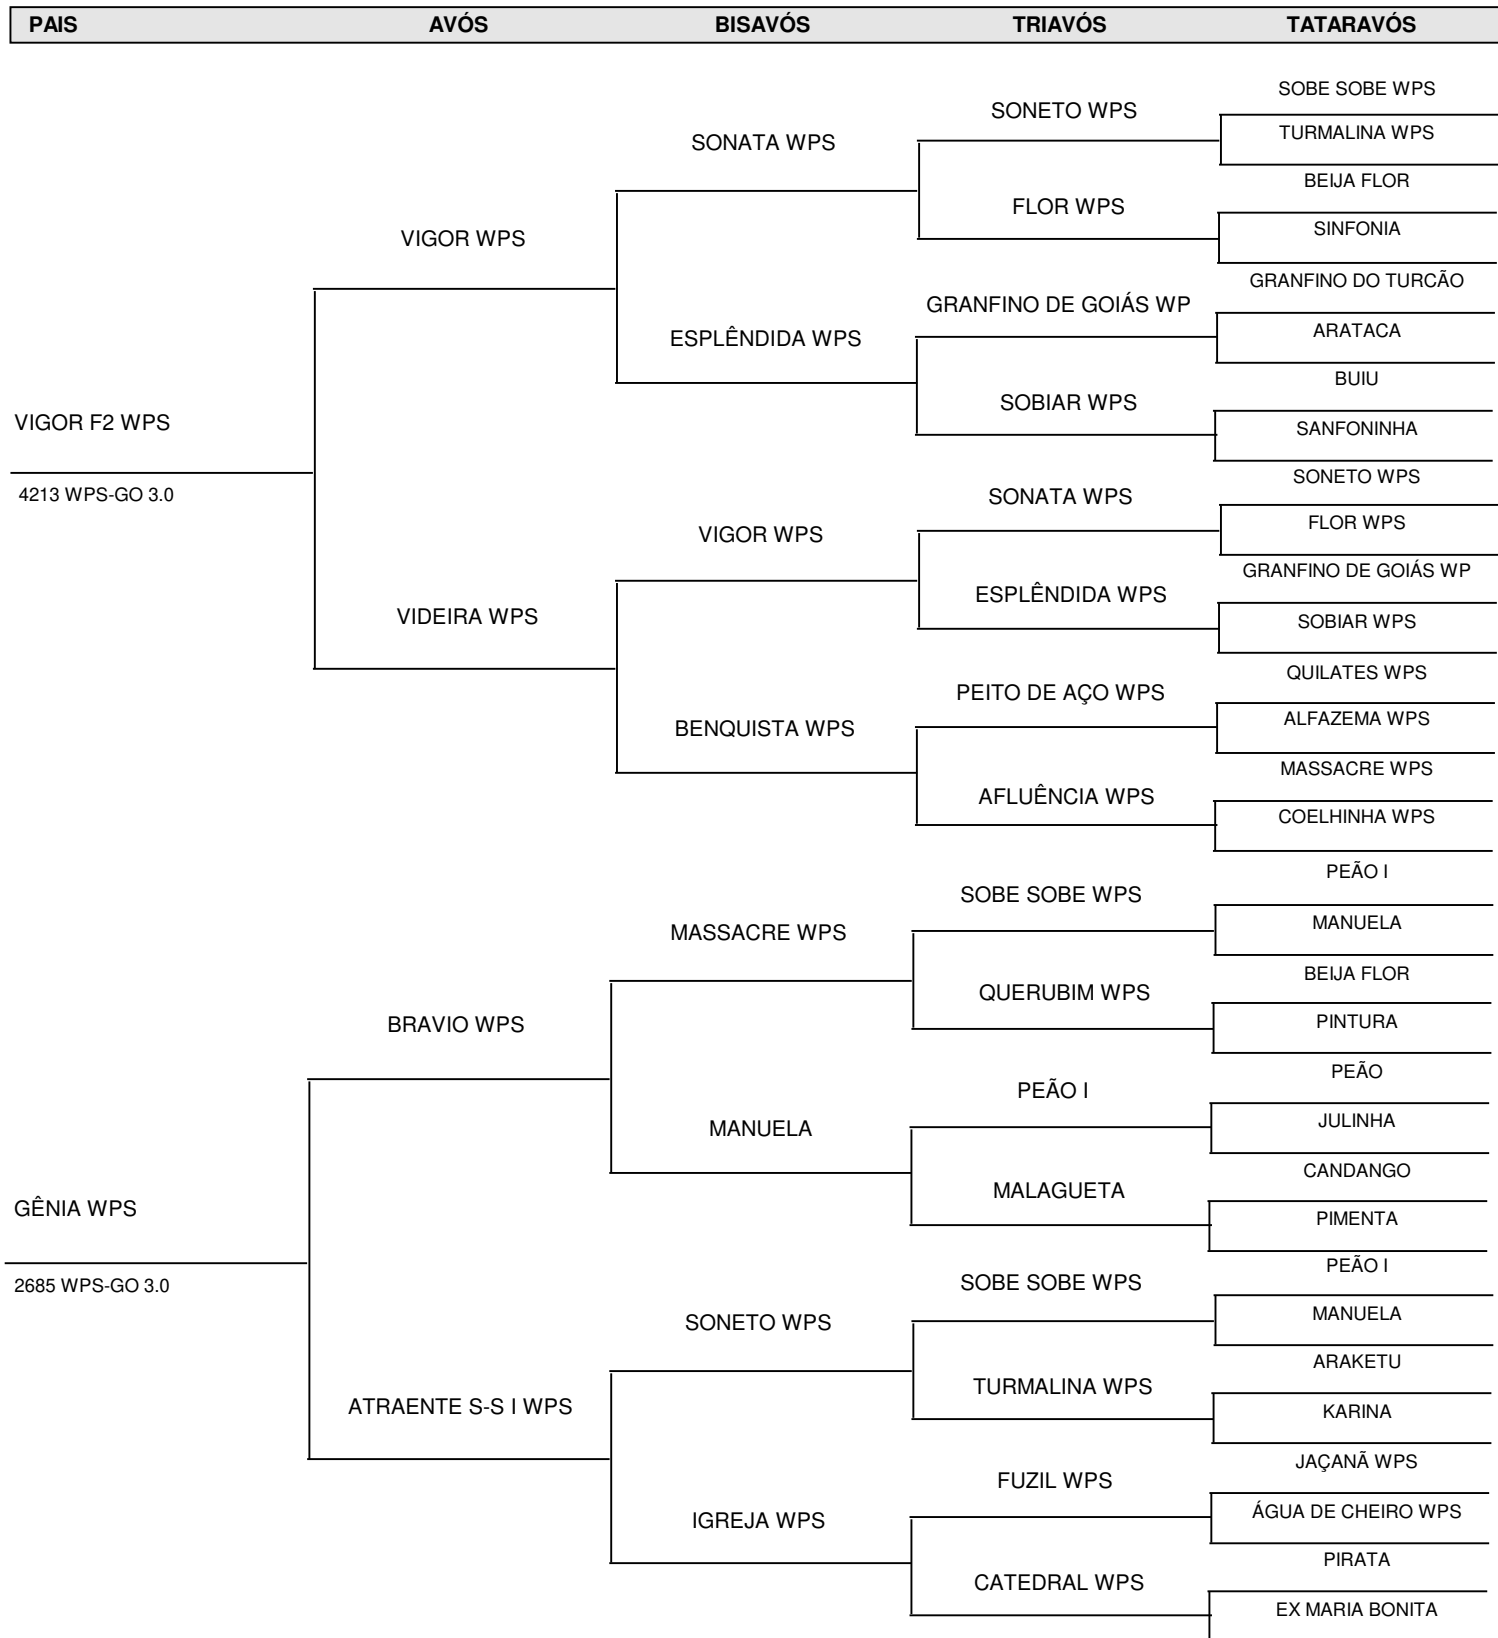 PAIS AVÓS BISAVÓS TRIAVÓS TATARAVÓS
SOBE SOBE WPS
SONETO WPS
TURMALINA WPS
SONATA WPS
BEIJA FLOR
FLOR WPS
SINFONIA
VIGOR WPS
GRANFINO DO TURCÃO
GRANFINO DE GOIÁS WP
ARATACA
ESPLÊNDIDA WPS
BUIU
SOBIAR WPS
VIGOR F2 WPS
SANFONINHA
SONETO WPS
4213 WPS-GO 3.0
SONATA WPS
FLOR WPS
VIGOR WPS
GRANFINO DE GOIÁS WP
ESPLÊNDIDA WPS
VIDEIRA WPS
SOBIAR WPS
QUILATES WPS
PEITO DE AÇO WPS
ALFAZEMA WPS
BENQUISTA WPS
MASSACRE WPS
AFLUÊNCIA WPS
COELHINHA WPS
PEÃO I
SOBE SOBE WPS
MANUELA
MASSACRE WPS
BEIJA FLOR
QUERUBIM WPS
PINTURA
BRAVIO WPS
PEÃO
PEÃO I
JULINHA
MANUELA
CANDANGO
MALAGUETA
GÊNIA WPS
PIMENTA
PEÃO I
2685 WPS-GO 3.0
SOBE SOBE WPS
MANUELA
SONETO WPS
ARAKETU
TURMALINA WPS
ATRAENTE S-S I WPS
KARINA
JAÇANÃ WPS
FUZIL WPS
ÁGUA DE CHEIRO WPS
IGREJA WPS
PIRATA
CATEDRAL WPS
EX MARIA BONITA